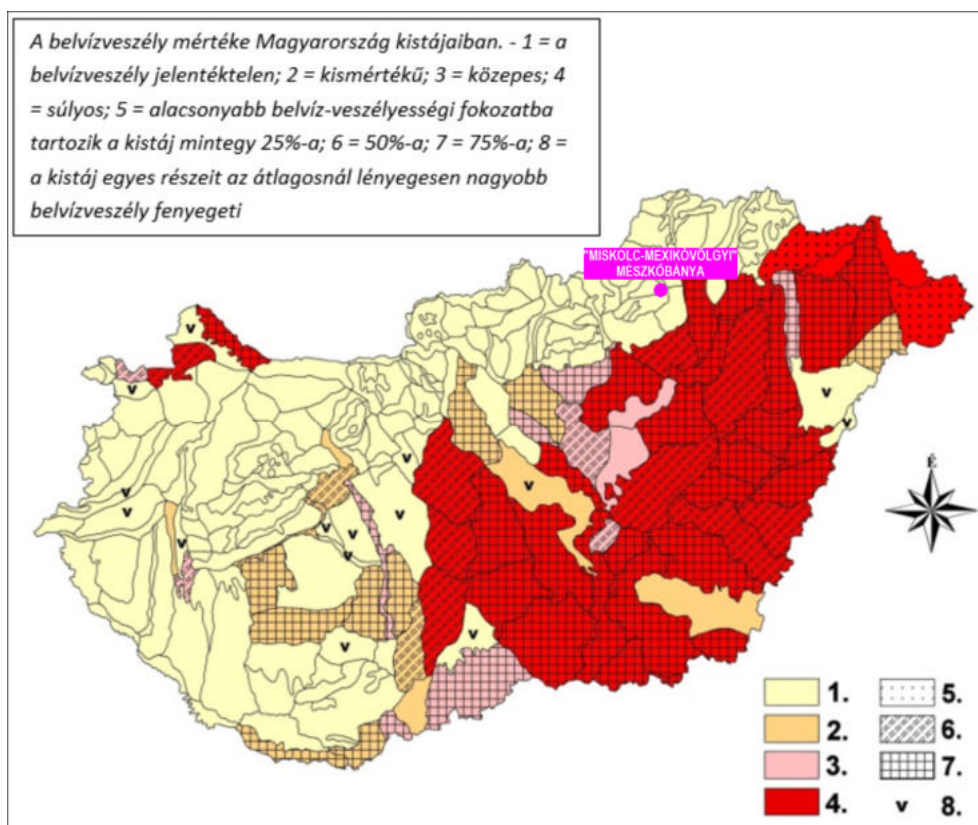 A belvízveszély mértéke Magyarország kistájaiban. - 1 = a
belvízveszély jelentéktelen; 2 = kismértékű; 3 = közepes; 4
= súlyos; 5 = alacsonyabb belvíz-veszélyességi fokozatba
tartozik a kistáj mintegy 25%-a; 6 = 50%-a; 7 = 75%-a; 8 =
a kistáj egyes részeit az átlagosnál lényegesen nagyobb
belvízveszély fenyegeti
"MISKOLC-MEXIKÓVÖLGYI"
MÉSZKŐBÁNYA
v
v
v
v
v
v
v
v
v
v
v
v
v
v
É
1. 5.
2. 6.
3. 7.
4. v 8.